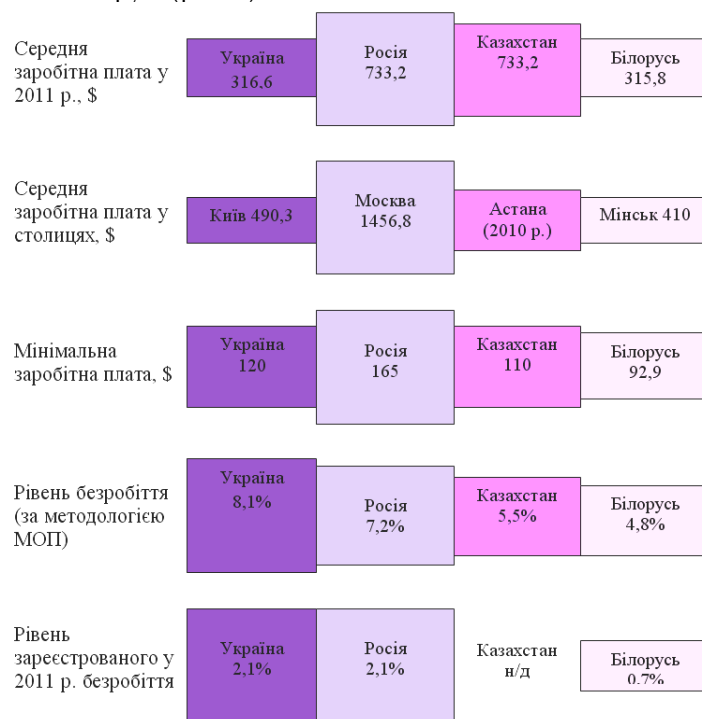 Середня
заробітна плата у
2011 р., $
Україна
316,6
Росія
733,2
Казахстан
733,2
Білорусь
315,8
Середня
заробітна плата у
столицях, $
Київ 490,3
Москва
1456,8
Астана
(2010 р.)
Мінськ 410
Мінімальна
заробітна плата, $
Україна
120
Росія
165
Казахстан
110
Білорусь
92,9
Рівень безробіття
(за методологією
МОП)
Україна
8,1%
Росія
7,2%
Казахстан
5,5%
Білорусь
4,8%
Рівень
зареєстрованого у
2011 р. безробіття
Україна
2,1%
Росія
2,1%
Казахстан
н/д
Білорусь
0,7%